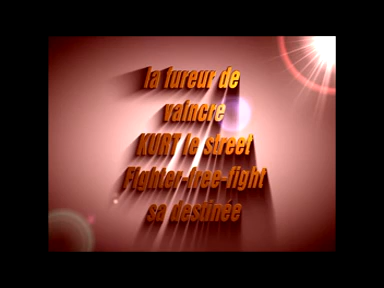 la fureur de
vaincre
KURT le street
Fighter-free-fight
sa destinée